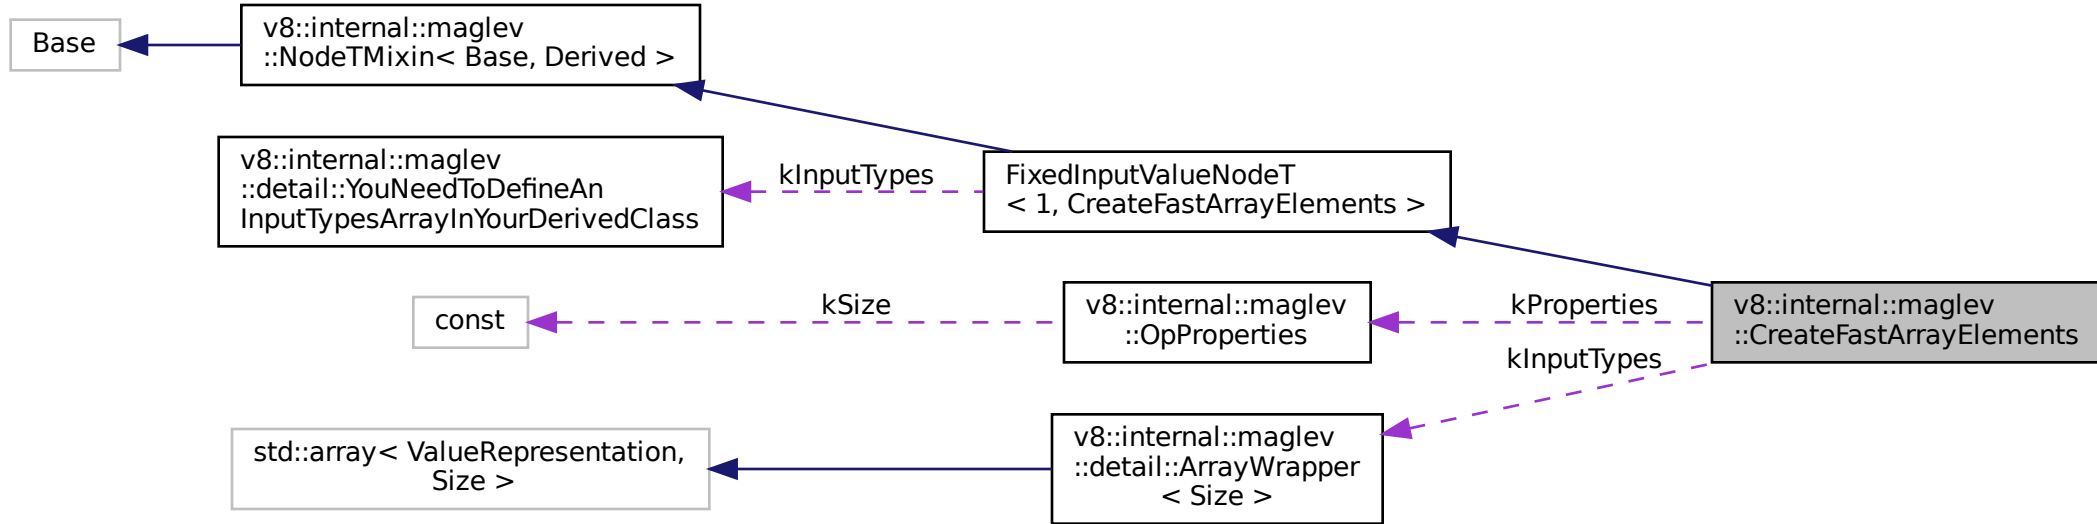 Base
v8::internal::maglev
::NodeTMixin< Base, Derived >
v8::internal::maglev
::detail::YouNeedToDefineAn
InputTypesArrayInYourDerivedClass
kInputTypes
FixedInputValueNodeT
< 1, CreateFastArrayElements >
const
kSize
v8::internal::maglev
::OpProperties
kProperties
v8::internal::maglev
::CreateFastArrayElements
kInputTypes
std::array< ValueRepresentation,
Size >
v8::internal::maglev
::detail::ArrayWrapper
< Size >